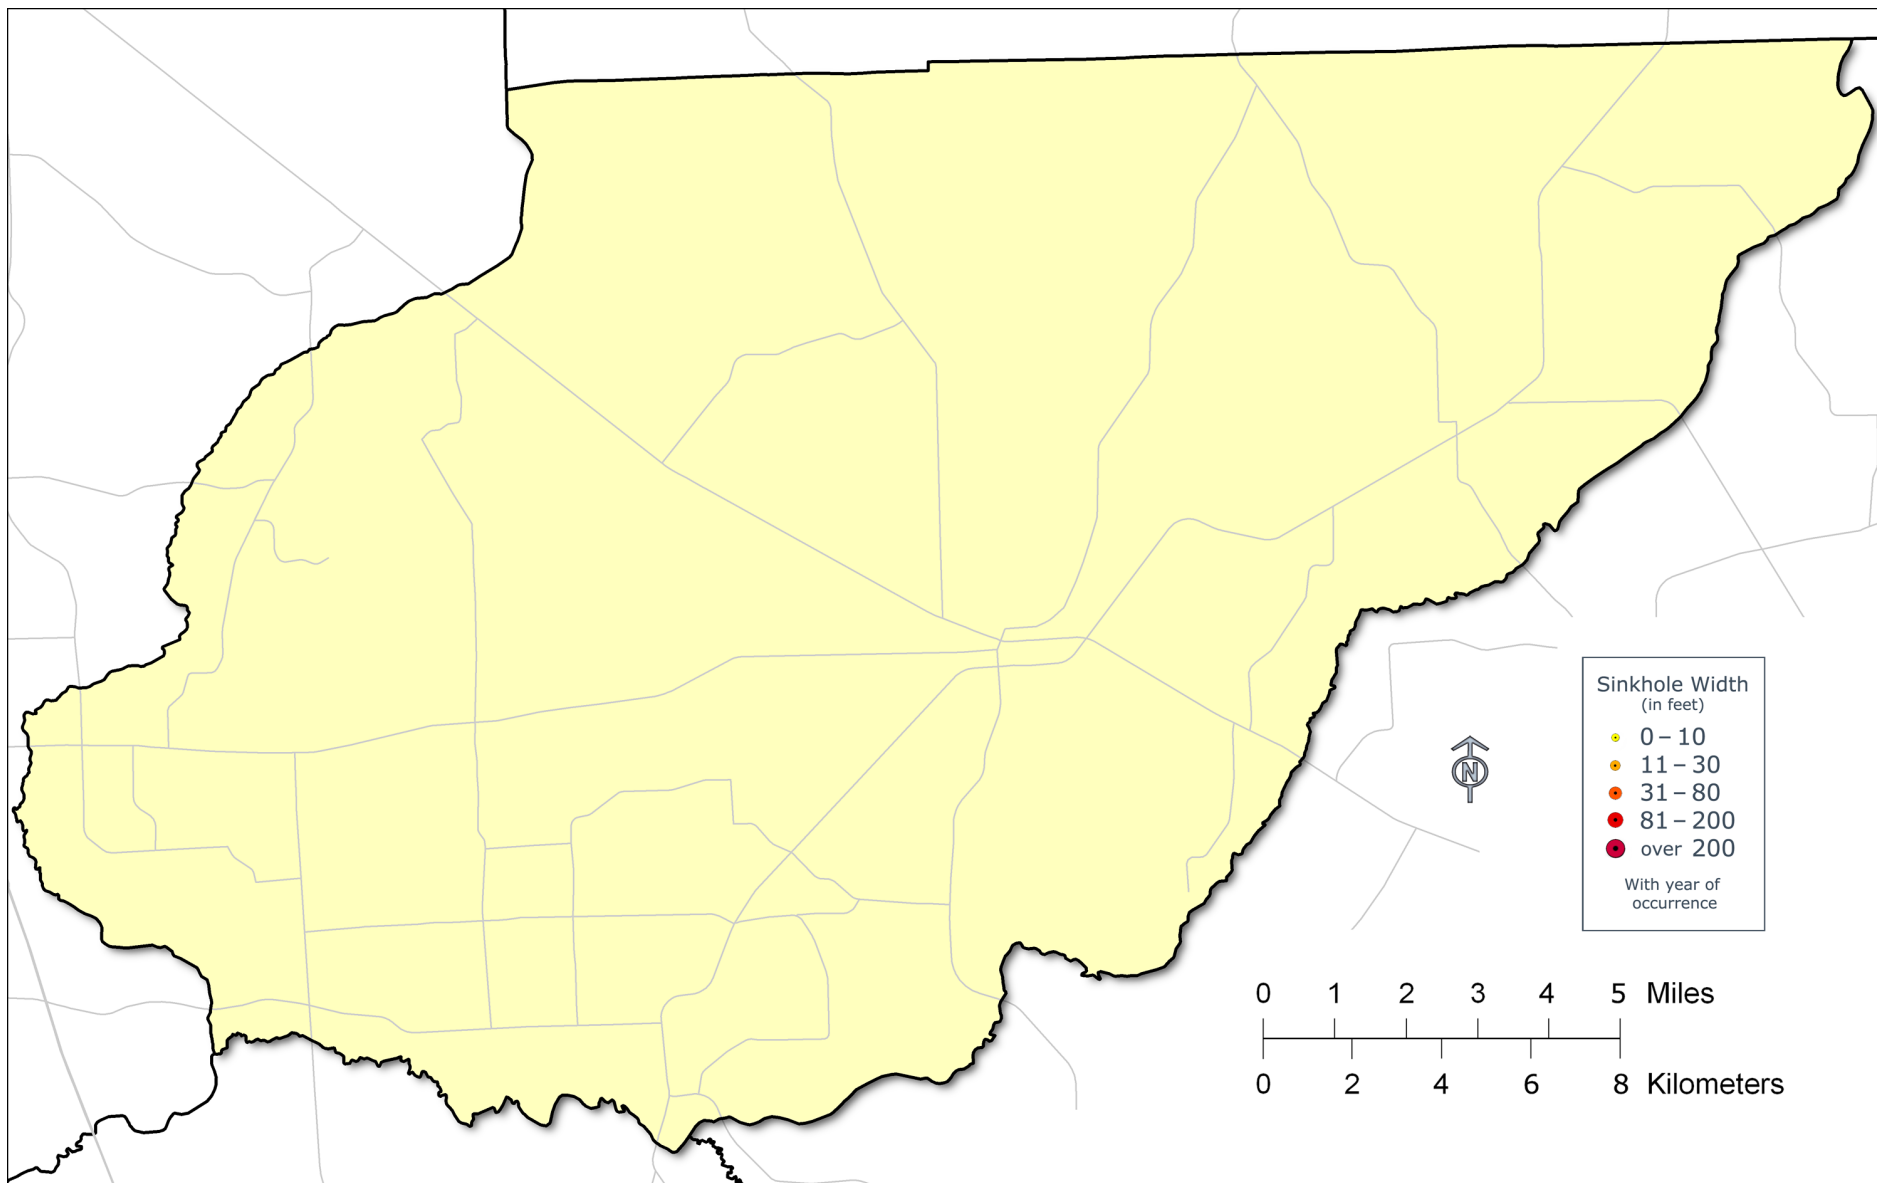 Sinkhole Width
(in feet)
0 – 10
11 – 30
31 – 80
81 – 200
over 200
With year of
occurrence
N
0 1 2 3 4 5 Miles
0 2 4 6 8 Kilometers